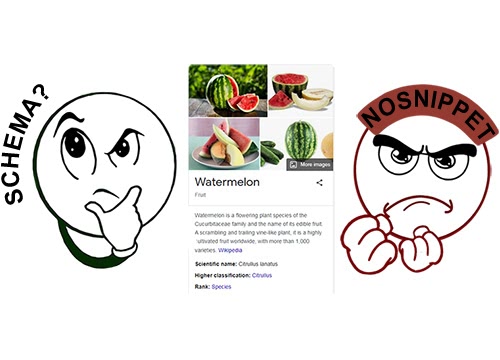 SCHEMA?
More images
Watermelon
Fruit
Watermelon is a flowering plant species of the
Cucurbitaceae family and the name of its edible fruit.
A scrambling and trailing vine-like plant, it is a highly
cultivated fruit worldwide, with more than 1,000
varieties. Wikipedia
Scientific name: Citrullus lanatus
Higher classification: Citrullus
Rank: Species
NOSNIPPET